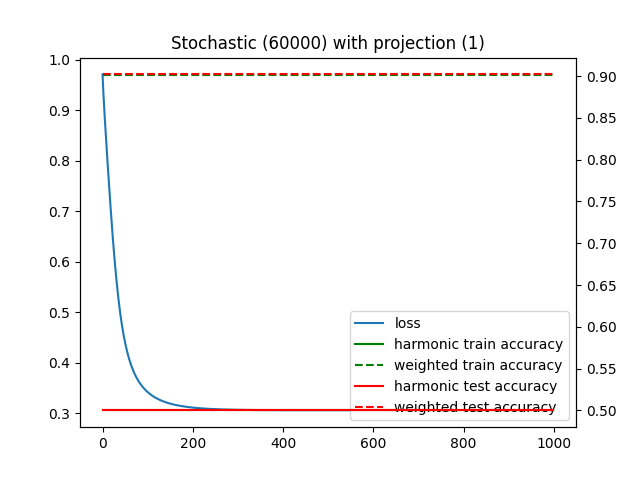 Stochastic (60000) with projection (1)
1.0
0.9
0.8
0.7
0.6
0.5
0.4
0.3
0.90
0.85
0.80
0.75
0.70
0.65
0.60
0.55
0.50
loss
harmonic train accuracy
weighted train accuracy
harmonic test accuracy
weighted test accuracy
0 200 400 600 800 1000